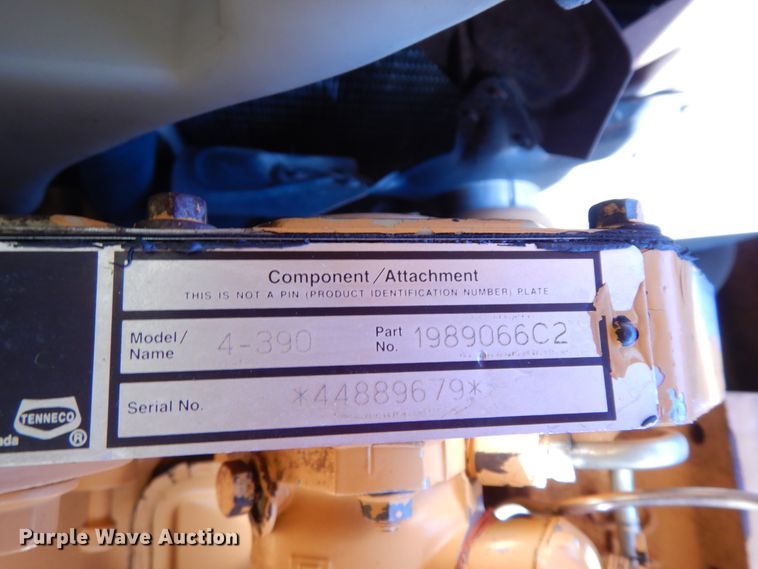 Component/Attachment
THIS IS NOT A PIN (PRODUCT IDENTIFICATION NUMBER) PLATE
Model/ Name 4-390 Part No. 1989066C2
Serial No. *44889679*
TENNECO
®
Purple Wave Auction